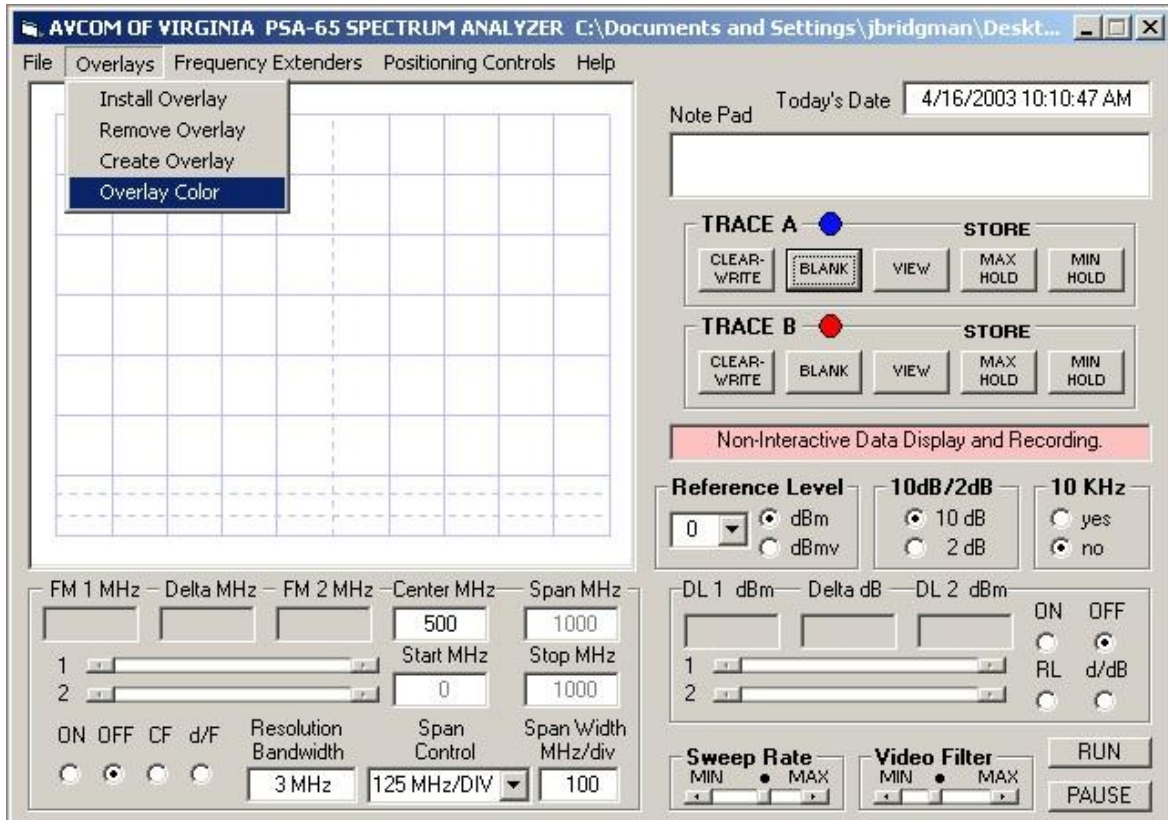 AVCOM OF VIRGINIA PSA-65 SPECTRUM ANALYZER C:\Documents and Settings\jbridgman\Deskt...
File Overlays Frequency Extenders Positioning Controls Help
Install Overlay
Remove Overlay
Create Overlay
Overlay Color
Today's Date 4/16/2003 10:10:47 AM
Note Pad
TRACE A STORE
CLEAR-
WRITE BLANK VIEW MAX
HOLD MIN
HOLD
TRACE B STORE
CLEAR-
WRITE BLANK VIEW MAX
HOLD MIN
HOLD
Non-Interactive Data Display and Recording.
Reference Level 10dB/2dB 10 KHz
0 dBm 10 dB yes
dBmv 2 dB no
FM 1 MHz Delta MHz FM 2 MHz Center MHz Span MHz
500 1000
Start MHz Stop MHz
1 0 1000
2
ON OFF CF d/F
Resolution
Bandwidth
3 MHz
Span
Control
125 MHz/DIV
Span Width
MHz/div
100
DL 1 dBm Delta dB DL 2 dBm
ON OFF
1 RL d/dB
2
Sweep Rate
MIN MAX
Video Filter
MIN MAX
RUN
PAUSE